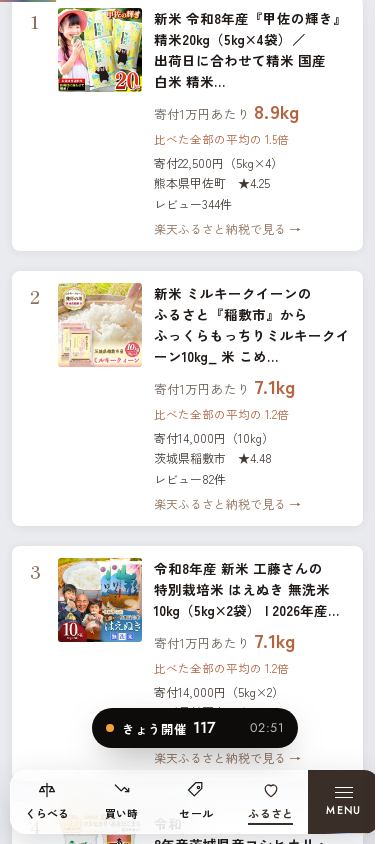 1
新米 令和8年産『甲佐の輝き』
精米20kg（5kg×4袋）／
出荷日に合わせて精米 国産
白米 精米...
寄付1万円あたり 8.9kg
比べた全部の平均の 1.5倍
寄付22,500円（5kg×4）
熊本県甲佐町 ★4.25
レビュー344件
楽天ふるさと納税で見る →
2
新米 ミルキークイーンの
ふるさと『稲敷市』から
ふっくらもっちりミルキークイ
ーン10kg_ 米 こめ...
寄付1万円あたり 7.1kg
比べた全部の平均の 1.2倍
寄付14,000円（10kg）
茨城県稲敷市 ★4.48
レビュー82件
楽天ふるさと納税で見る →
3
令和8年産 新米 工藤さんの
特別栽培米 はえぬき 無洗米
10kg（5kg×2袋） | 2026年産...
寄付1万円あたり 7.1kg
比べた全部の平均の 1.2倍
寄付14,000円（5kg×2）
きょう開催 117 02:51
楽天ふるさと納税で見る →
くらべる
買い時
セール
ふるさと
MENU